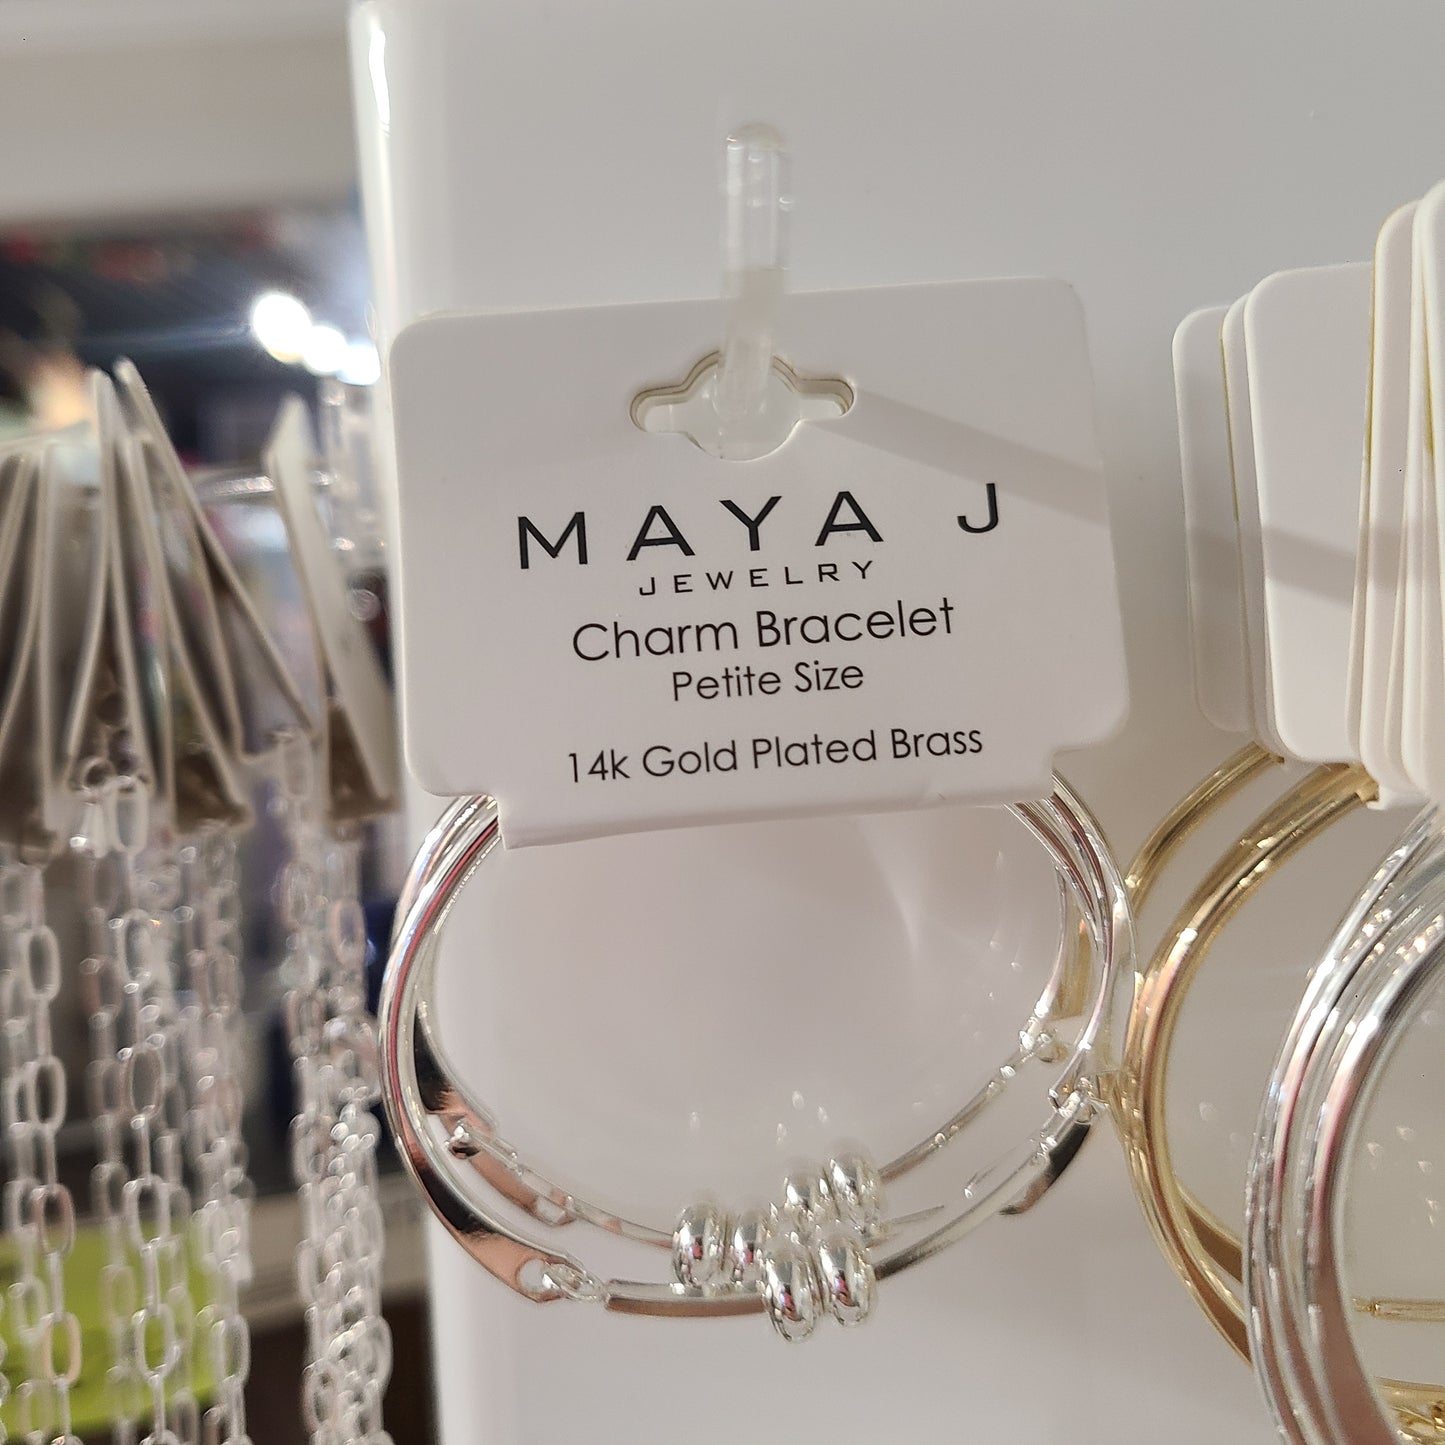 MAYA J
JEWELRY
Charm Bracelet
Petite Size
14k Gold Plated Brass